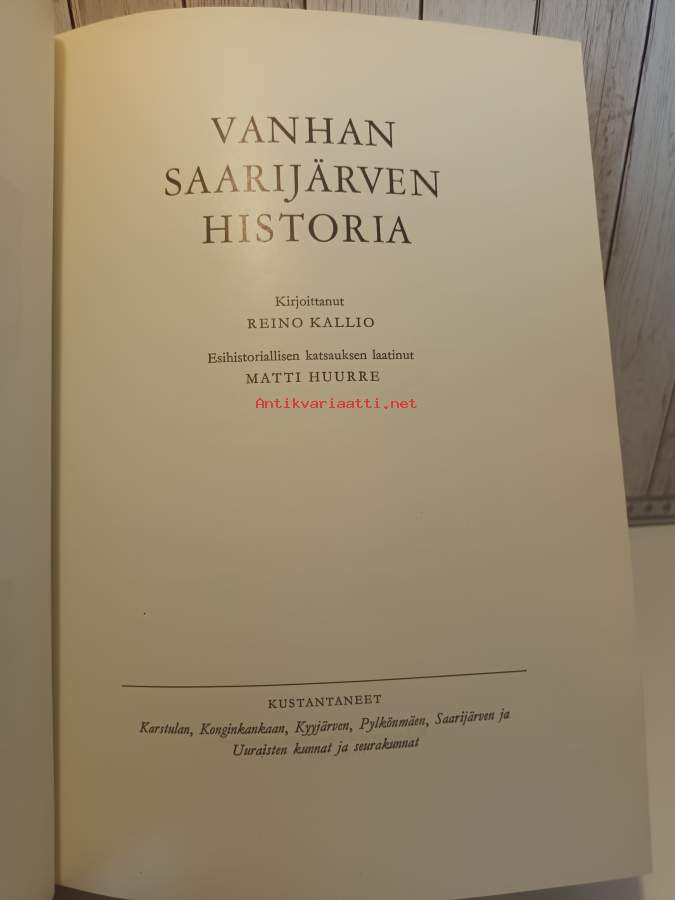 VANHAN
SAARIJÄRVEN
HISTORIA
Kirjoittanut
REINO KALLIO
Esihistoriallisen katsauksen laatinut
MATTI HUURRE
Antikvariaatti.net
KUSTANTANEET
Karstulan, Konginkankaan, Kyyjärven, Pylkönmäen, Saarijärven ja
Uuraisten kunnat ja seurakunnat